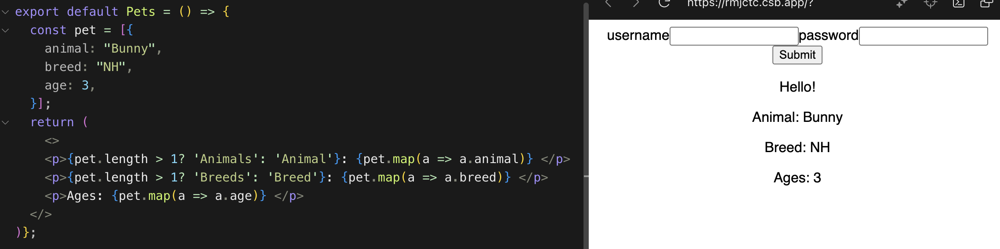 export default Pets = () => {
const pet = [{
animal: "Bunny",
breed: "NH",
age: 3,
}];
return (
<>
<p>{pet.length > 1? 'Animals': 'Animal'}: {pet.map(a => a.animal)} </p>
<p>{pet.length > 1? 'Breeds': 'Breed'}: {pet.map(a => a.breed)} </p>
<p>Ages: {pet.map(a => a.age)} </p>
</>
)};
https://rmjctc.csb.app/?
username password
Submit
Hello!
Animal: Bunny
Breed: NH
Ages: 3